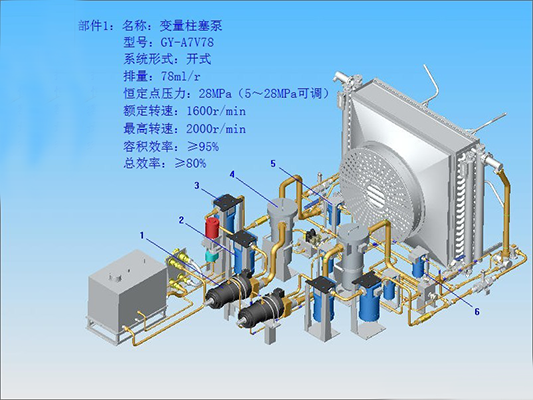 部件1：名称：变量柱塞泵
型号：GY-A7V78
系统形式：开式
排量：78ml/r
恒定点压力：28MPa（5～28MPa可调）
额定转速：1600r/min
最高转速：2000r/min
容积效率：≥95%
总效率：≥80%
5
4
3
2
1
6